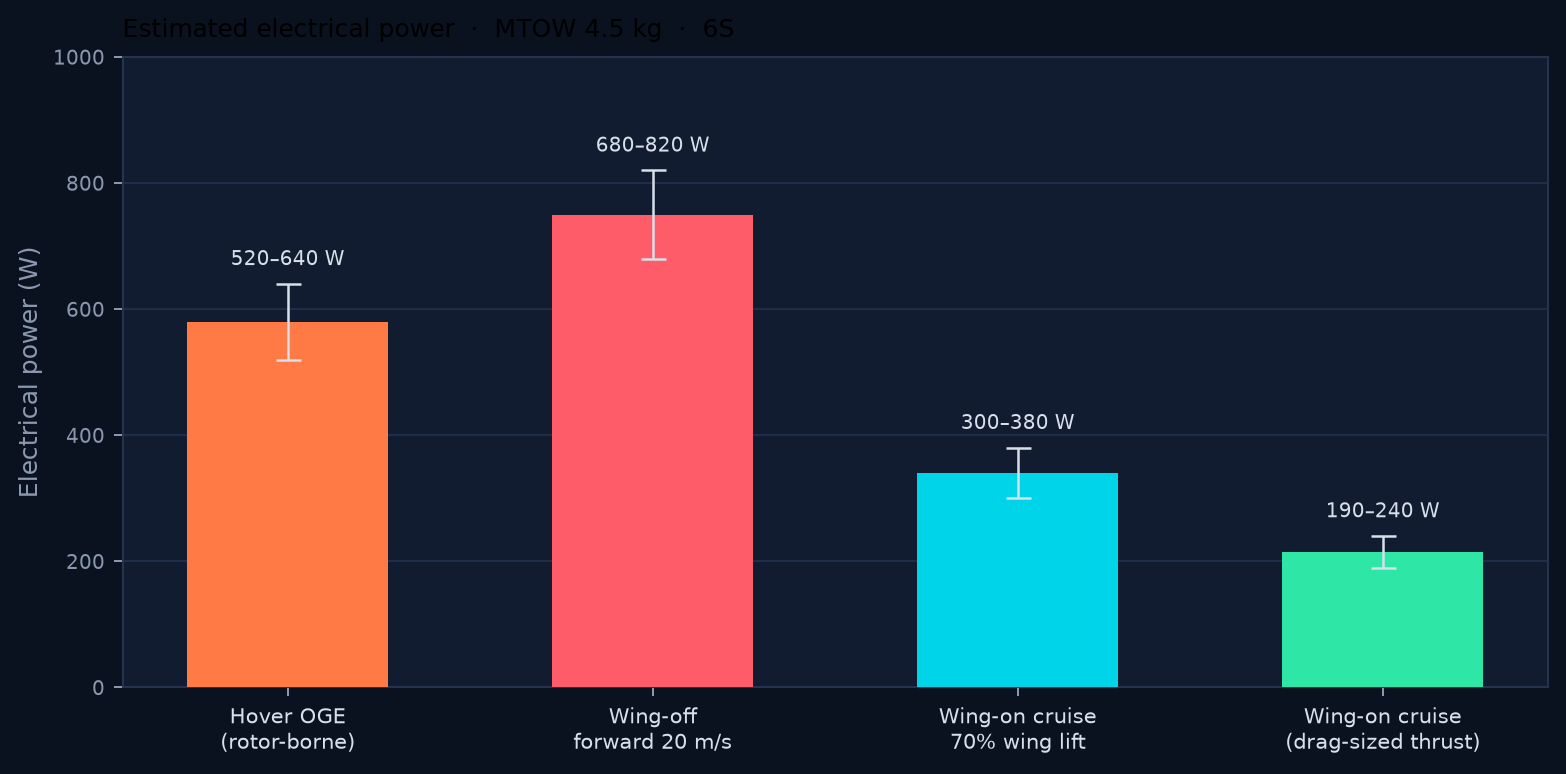 Estimated electrical power · MTOW 4.5 kg · 6S
Electrical power (W)
1000
800
600
400
200
0
520–640 W
680–820 W
300–380 W
190–240 W
Hover OGE
(rotor-borne)
Wing-off
forward 20 m/s
Wing-on cruise
70% wing lift
Wing-on cruise
(drag-sized thrust)